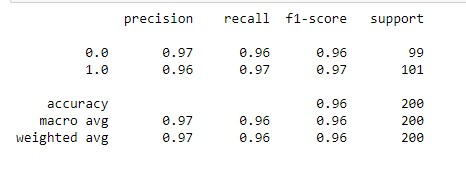 precision recall f1-score support
0.0 0.97 0.96 0.96 99
1.0 0.96 0.97 0.97 101
accuracy 0.96 200
macro avg 0.97 0.96 0.96 200
weighted avg 0.97 0.96 0.96 200